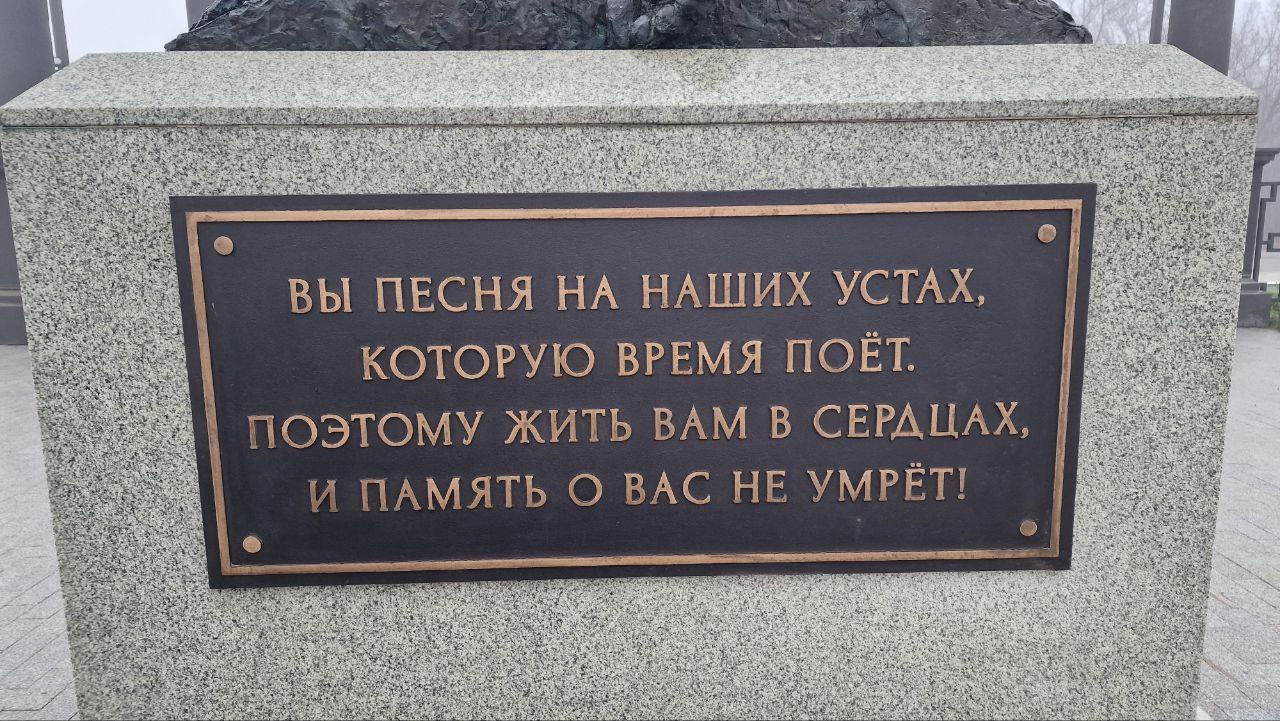 ВЫ ПЕСНЯ НА НАШИХ УСТАХ,
КОТОРУЮ ВРЕМЯ ПОЁТ.
ПОЭТОМУ ЖИТЬ ВАМ В СЕРДЦАХ,
И ПАМЯТЬ О ВАС НЕ УМРЁТ!